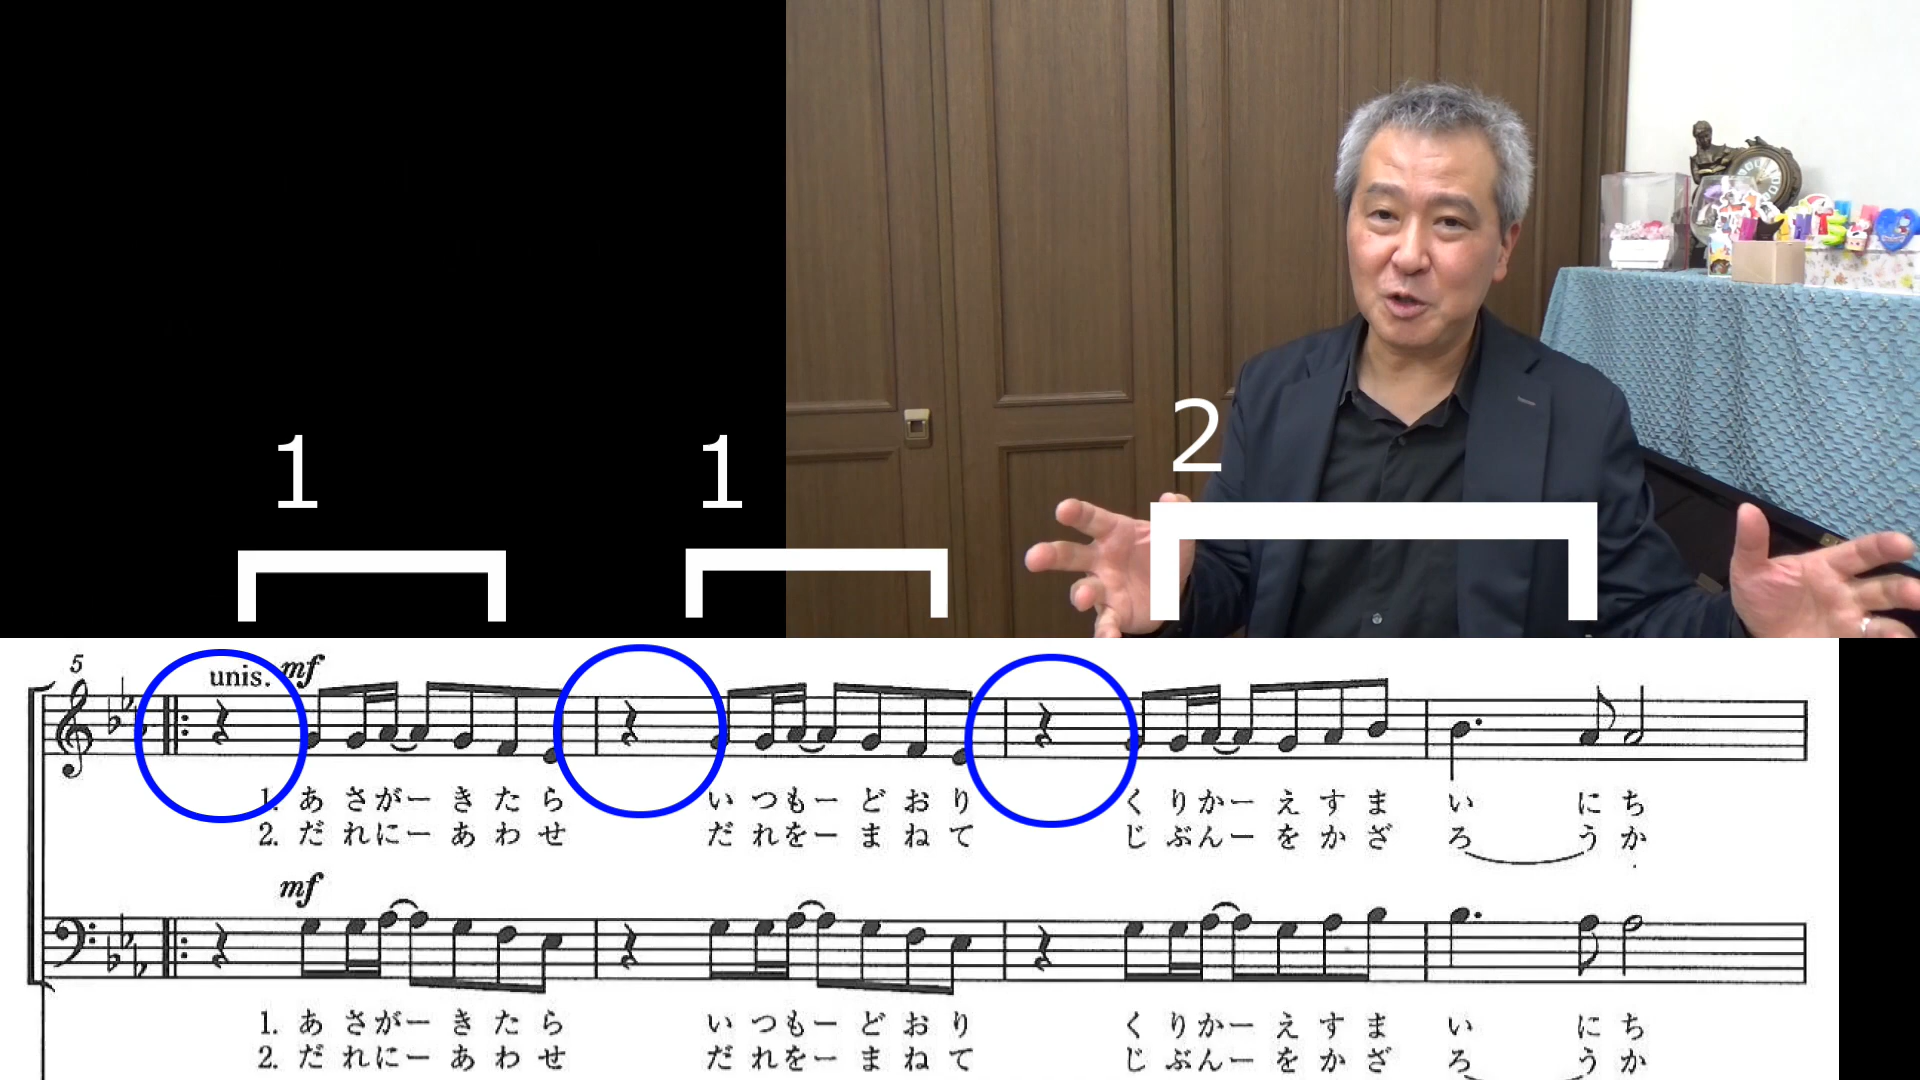 1 1 2
5
unis. mf
1. あ さ が ー き た ら い つ も ー ど お り く り か ー え す ま い に ち
2. だ れ に ー あ わ せ だ れ を ー ま ね て じ ぶ ん ー を か ざ ろ う か
mf
1. あ さ が ー き た ら い つ も ー ど お り く り か ー え す ま い に ち
2. だ れ に ー あ わ せ だ れ を ー ま ね て じ ぶ ん ー を か ざ ろ う か